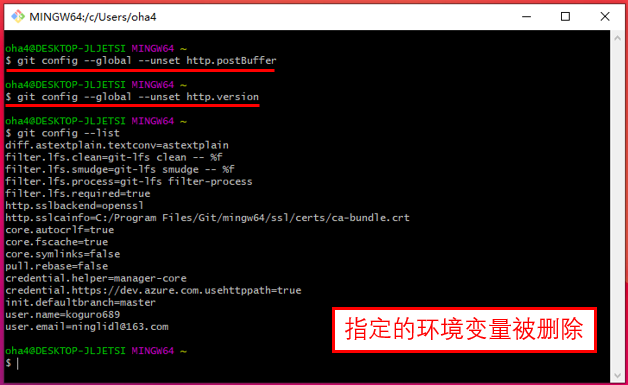 MINGW64:/c/Users/oha4
oha4@DESKTOP-JLJETSI MINGW64 ~
$ git config --global --unset http.postBuffer
oha4@DESKTOP-JLJETSI MINGW64 ~
$ git config --global --unset http.version
oha4@DESKTOP-JLJETSI MINGW64 ~
$ git config --list
diff.astextplain.textconv=astextplain
filter.lfs.clean=git-lfs clean -- %f
filter.lfs.smudge=git-lfs smudge -- %f
filter.lfs.process=git-lfs filter-process
filter.lfs.required=true
http.sslbackend=openssl
http.sslcainfo=C:/Program Files/Git/mingw64/ssl/certs/ca-bundle.crt
core.autocrlf=true
core.fscache=true
core.symlinks=false
pull.rebase=false
credential.helper=manager-core
credential.https://dev.azure.com.usehttppath=true
init.defaultbranch=master
user.name=koguro689
user.email=ninglidl@163.com
指定的环境变量被删除
oha4@DESKTOP-JLJETSI MINGW64 ~
$